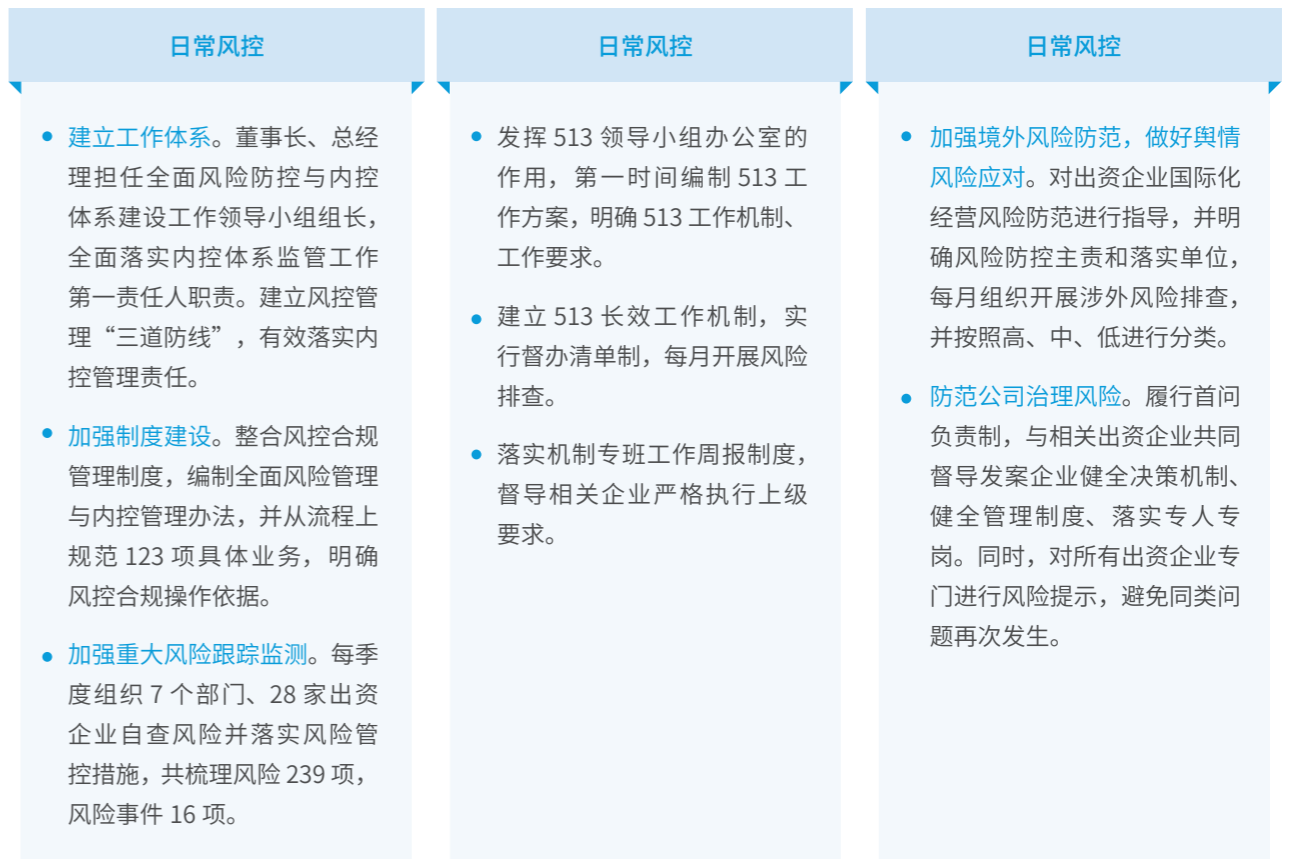 日常风控
建立工作体系。董事长、总经
理担任全面风险防控与内控
体系建设工作领导小组组长，
全面落实内控体系监管工作
第一责任人职责。建立风控管
理“三道防线”，有效落实内
控管理责任。
加强制度建设。整合风控合规
管理制度，编制全面风险管理
与内控管理办法，并从流程上
规范 123 项具体业务，明确
风控合规操作依据。
加强重大风险跟踪监测。每季
度组织 7 个部门、28 家出资
企业自查风险并落实风险管
控措施，共梳理风险 239 项，
风险事件 16 项。
日常风控
发挥 513 领导小组办公室的
作用，第一时间编制 513 工
作方案，明确 513 工作机制、
工作要求。
建立 513 长效工作机制，实
行督办清单制，每月开展风险
排查。
落实机制专班工作周报制度，
督导相关企业严格执行上级
要求。
日常风控
加强境外风险防范，做好舆情
风险应对。对出资企业国际化
经营风险防范进行指导，并明
确风险防控主责和落实单位，
每月组织开展涉外风险排查，
并按照高、中、低进行分类。
防范公司治理风险。履行首问
负责制，与相关出资企业共同
督导发案企业健全决策机制、
健全管理制度、落实专人专
岗。同时，对所有出资企业专
门进行风险提示，避免同类问
题再次发生。